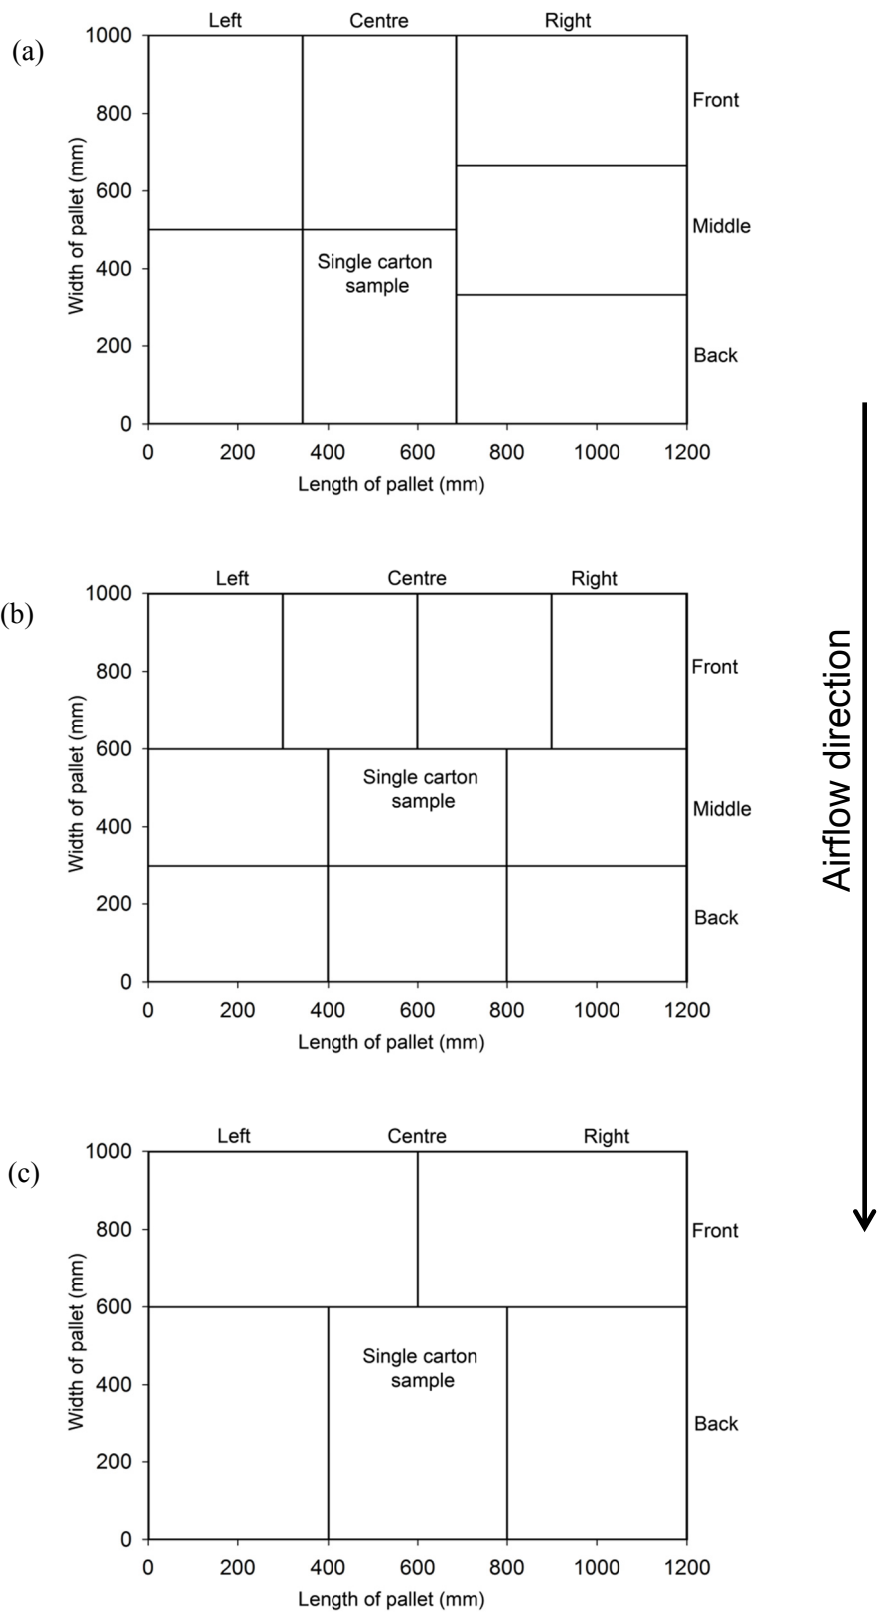 (a)
Left Centre Right
1000
800
600
400
200
0
Width of pallet (mm)
Front
Middle
Back
Single carton
sample
0 200 400 600 800 1000 1200
Length of pallet (mm)
(b)
Left Centre Right
1000
800
600
400
200
0
Width of pallet (mm)
Front
Middle
Back
Single carton
sample
0 200 400 600 800 1000 1200
Length of pallet (mm)
(c)
Left Centre Right
1000
800
600
400
200
0
Width of pallet (mm)
Front
Back
Single carton
sample
0 200 400 600 800 1000 1200
Length of pallet (mm)
Airflow direction